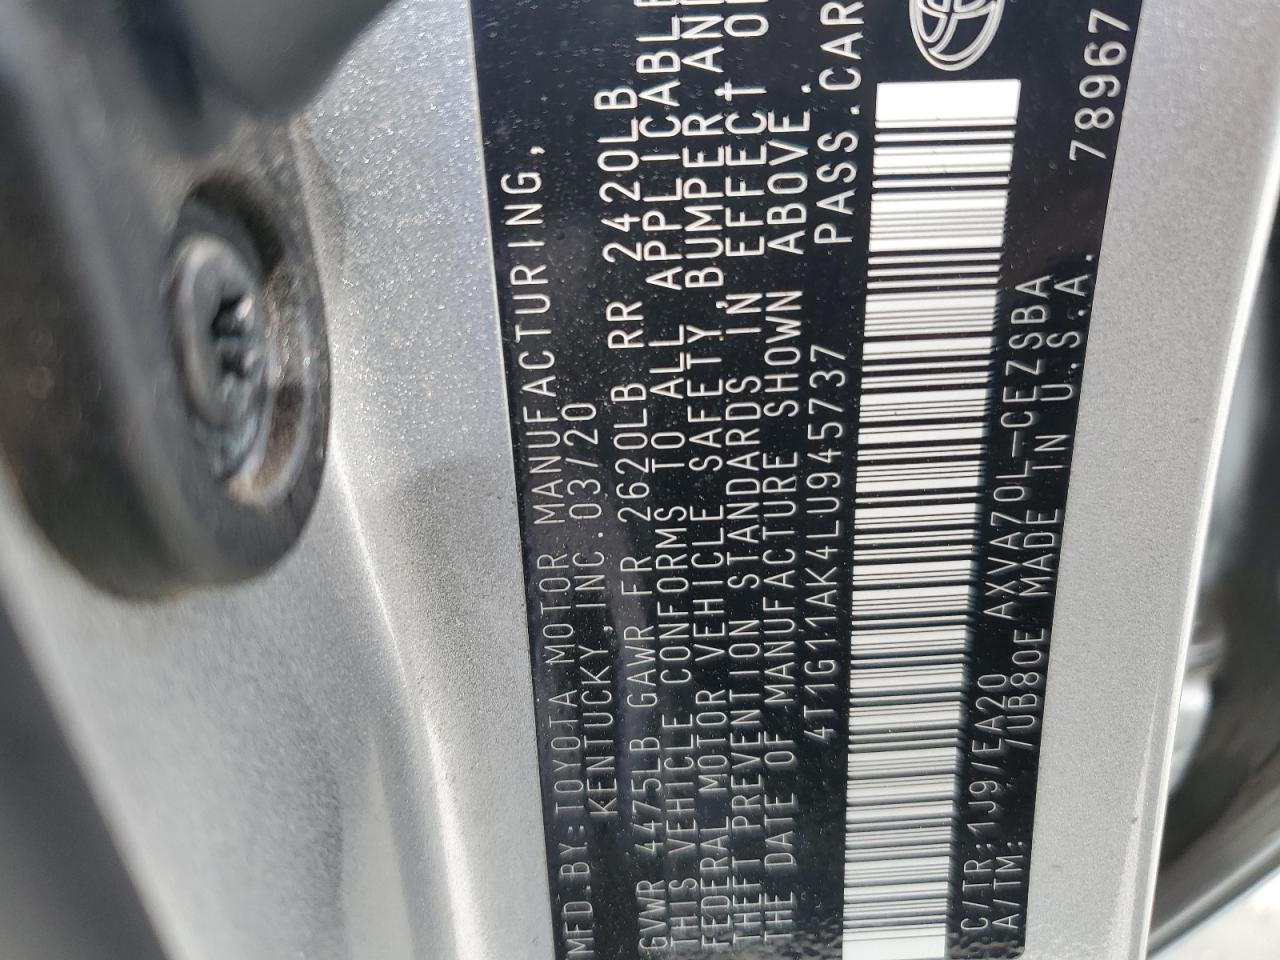 MFD.BY:TOYOTA MOTOR MANUFACTURING,
KENTUCKY,INC. 03/20
GVWR 4475LB GAWR FR 2620LB RR 2420LB
THIS VEHICLE CONFORMS TO ALL APPLICABLE
FEDERAL MOTOR VEHICLE SAFETY,BUMPER AND
THEFT PREVENTION STANDARDS IN EFFECT ON
THE DATE OF MANUFACTURE SHOWN ABOVE.
4T1G11AK4LU945737 PASS.CAR
C/TR:1J9/EA20 AXVA70L-CEZSBA 78967
A/TM: /UB80E MADE IN U.S.A.